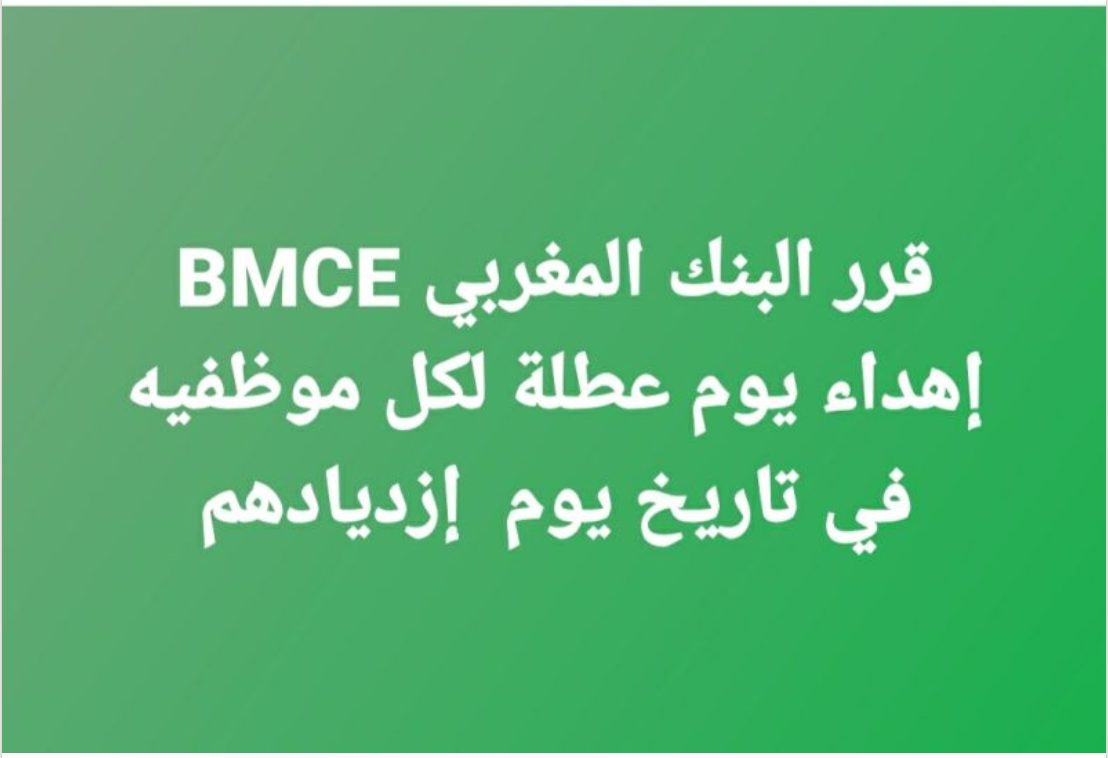 قرر البنك المغربي BMCE
إهداء يوم عطلة لكل موظفيه
في تاريخ يوم إزديادهم